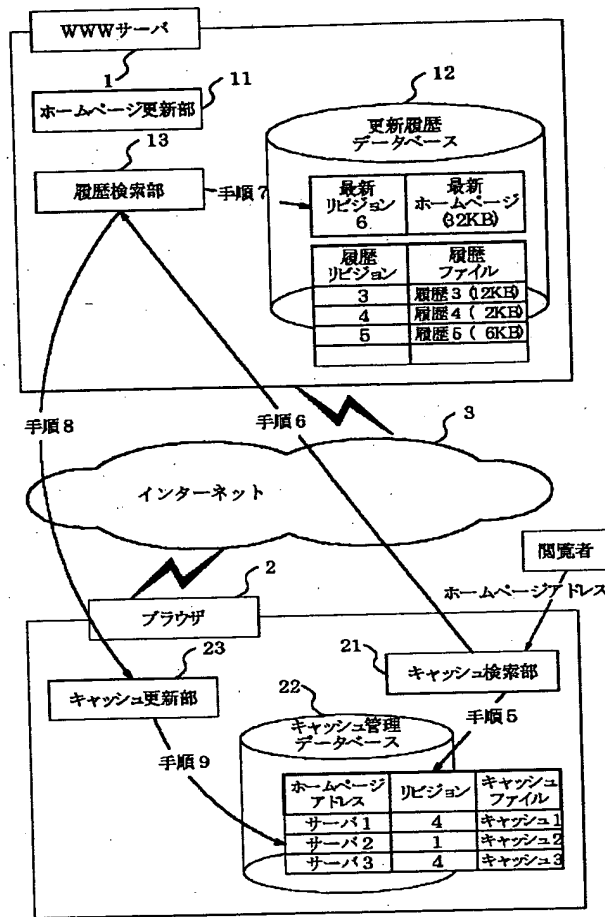 WWWサーバ
1
11
ホームページ更新部
13
履歴検索部
手順7
12
更新履歴
データベース
最新
リビジョン
6
最新
ホームページ
(32KB)
履歴
リビジョン
履歴
ファイル
3
履歴3(12KB)
4
履歴4( 2KB)
5
履歴5( 6KB)
手順8
手順6
3
インターネット
閲覧者
ホームページアドレス
2
ブラウザ
23
キャッシュ更新部
21
キャッシュ検索部
手順5
手順9
22
キャッシュ管理
データベース
ホームページ
アドレス
リビジョン
キャッシュ
ファイル
サーバ1
4
キャッシュ1
サーバ2
1
キャッシュ2
サーバ3
4
キャッシュ3